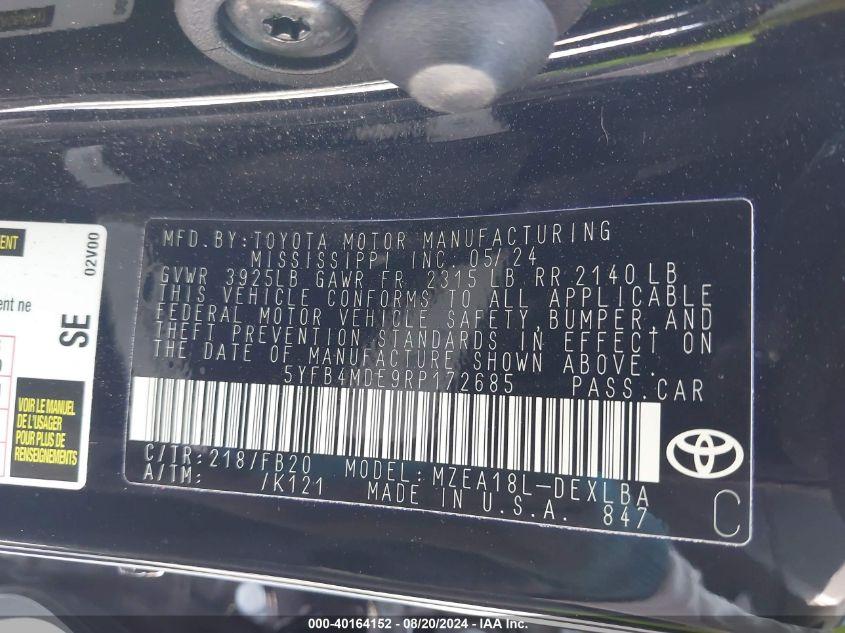 MFD. BY: TOYOTA MOTOR MANUFACTURING
MISSISSIPPI INC. 05/24
GVWR 3925LB GAWR FR 2315 LB RR 2140 LB
THIS VEHICLE CONFORMS TO ALL APPLICABLE
FEDERAL MOTOR VEHICLE SAFETY, BUMPER, AND
THEFT PREVENTION STANDARDS IN EFFECT ON
THE DATE OF MANUFACTURE SHOWN ABOVE.
5YFB4MDE9RP172685 PASS. CAR
C/TR: 218/FB20 MODEL: MZEA18L-DEXLBA
A/TM: /K121 MADE IN U.S.A. 847
C
02V00
SE
ent ne
VOIR LE MANUEL
DE L'USAGER
POUR PLUS DE
RENSEIGNEMENTS
000-40164152 - 08/20/2024 - IAA Inc.